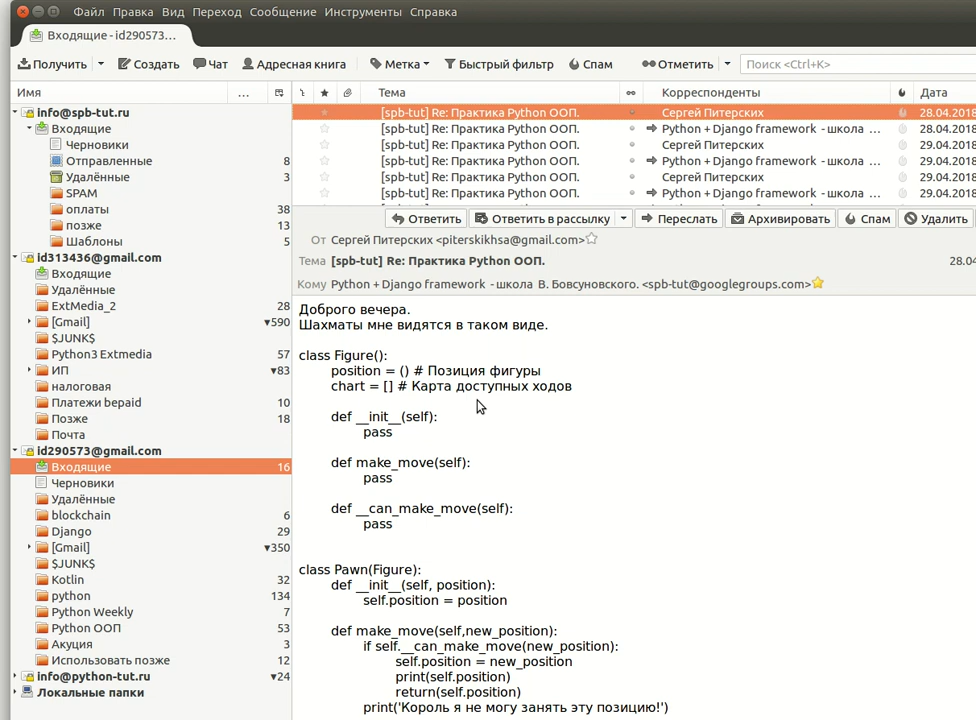 Файл Правка Вид Переход Сообщение Инструменты Справка
Входящие - id290573...
Получить Создать Чат Адресная книга Метка Быстрый фильтр Спам Отметить Поиск <Ctrl+K>
Имя ...
info@spb-tut.ru
Входящие
Черновики
Отправленные 8
Удалённые 3
SPAM
оплаты 38
позже 13
Шаблоны 5
id313436@gmail.com
Входящие
Удалённые
ExtMedia_2 28
[Gmail] ▾590
$JUNK$
Python3 Extmedia 57
ИП ▾83
налоговая
Платежи bepaid 10
Позже 18
Почта
id290573@gmail.com
Входящие 16
Черновики
Удалённые
blockchain 6
Django 29
[Gmail] ▾350
$JUNK$
Kotlin 32
python 134
Python Weekly 7
Python ООП 53
Акуция 3
Использовать позже 12
info@python-tut.ru ▾24
Локальные папки
Тема Корреспонденты Дата
[spb-tut] Re: Практика Python ООП. Сергей Питерских 28.04.2018
[spb-tut] Re: Практика Python ООП. Python + Django framework - школа ... 28.04.2018
[spb-tut] Re: Практика Python ООП. Сергей Питерских 29.04.2018
[spb-tut] Re: Практика Python ООП. Python + Django framework - школа ... 29.04.2018
[spb-tut] Re: Практика Python ООП. Сергей Питерских 29.04.2018
[spb-tut] Re: Практика Python ООП. Python + Django framework - школа ... 29.04.2018
Ответить Ответить в рассылку Переслать Архивировать Спам Удалить
От Сергей Питерских <piterskikhsa@gmail.com>
Тема [spb-tut] Re: Практика Python ООП. 28.04
Кому Python + Django framework - школа В. Бовсуновского. <spb-tut@googlegroups.com>
Доброго вечера.
Шахматы мне видятся в таком виде.
class Figure():
position = () # Позиция фигуры
chart = [] # Карта доступных ходов
def __init__(self):
pass
def make_move(self):
pass
def __can_make_move(self):
pass
class Pawn(Figure):
def __init__(self, position):
self.position = position
def make_move(self,new_position):
if self.__can_make_move(new_position):
self.position = new_position
print(self.position)
return(self.position)
print('Король я не могу занять эту позицию!')